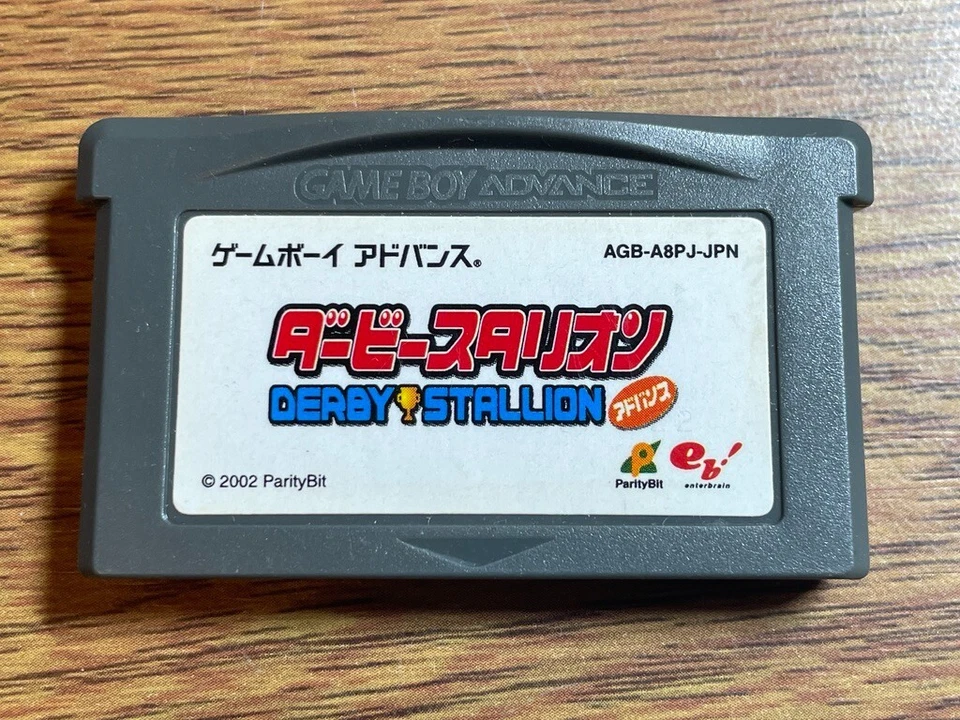 GAME BOY ADVANCE
ゲームボーイ アドバンス®
AGB-A8PJ-JPN
ダービースタリオン
DERBY STALLION アドバンス
© 2002 ParityBit
P
ParityBit
eb!
enterbrain